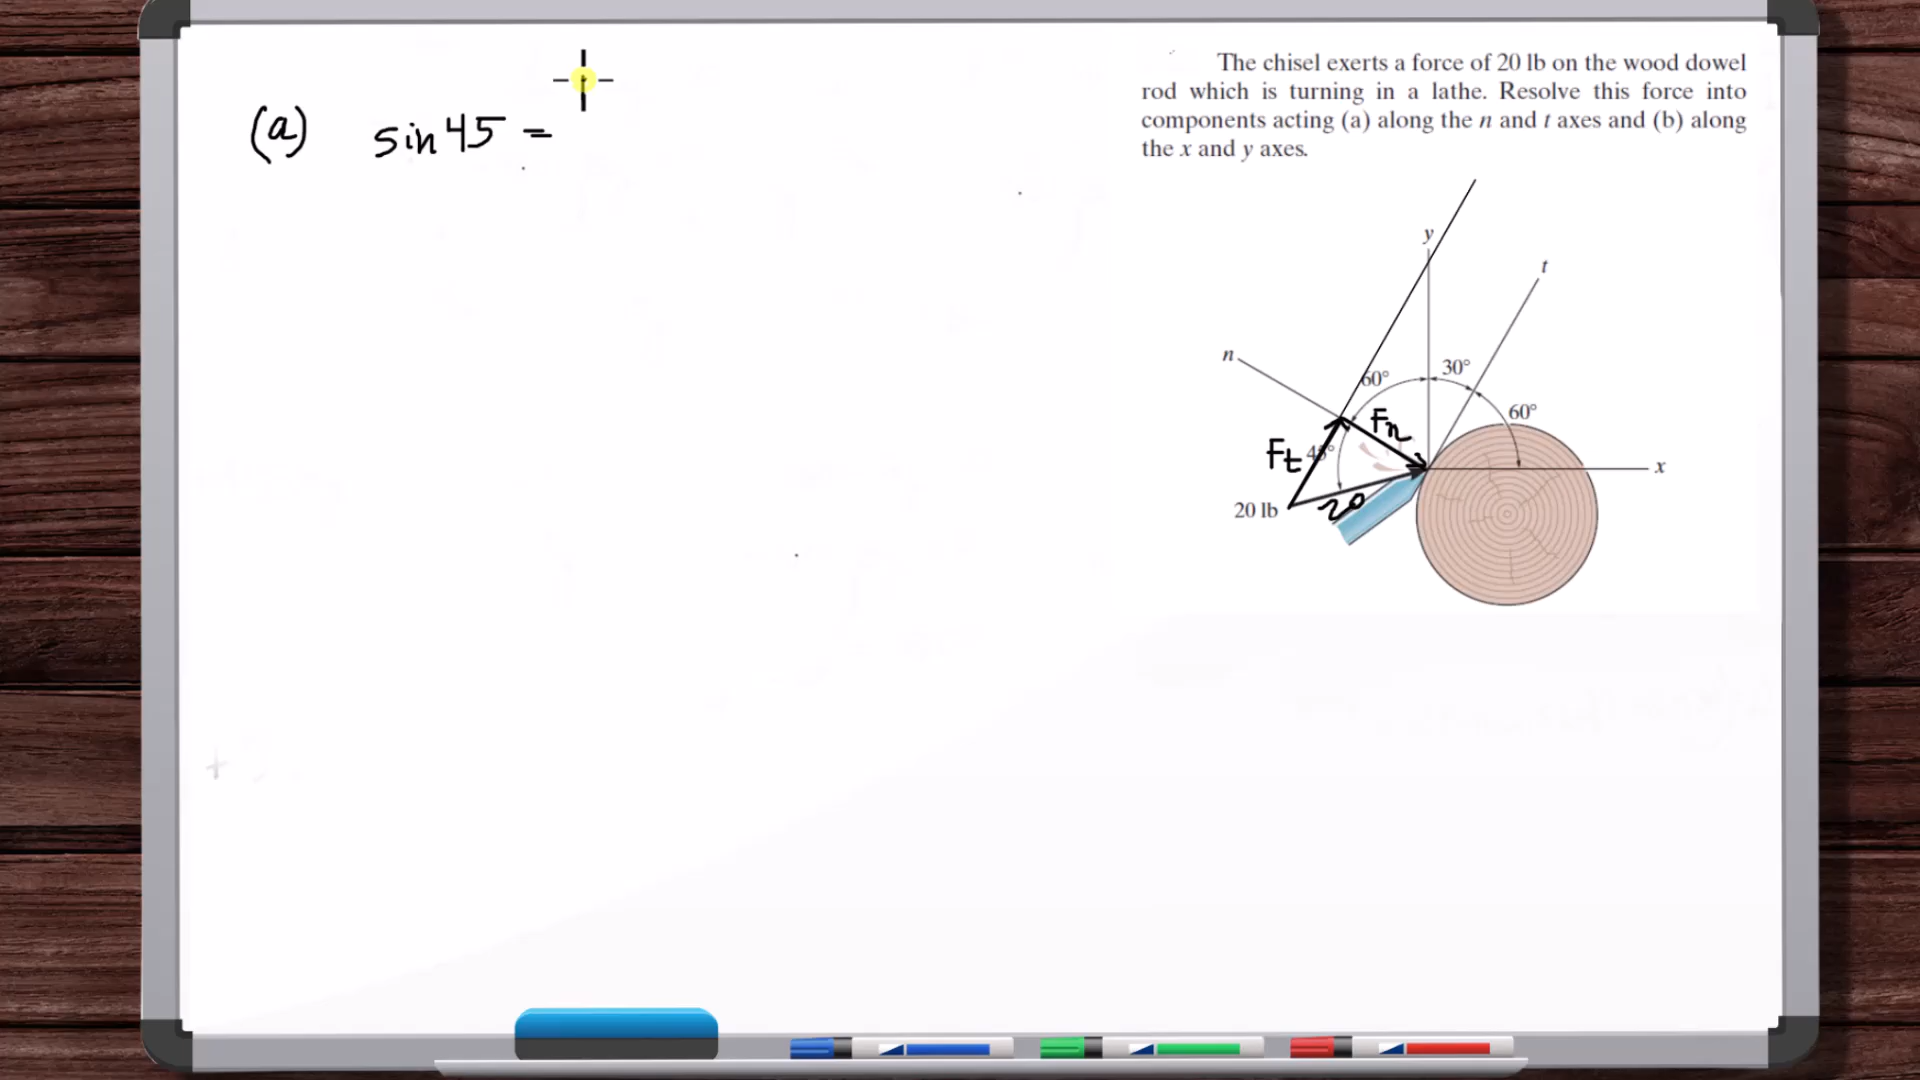 (a) sin 45 =
The chisel exerts a force of 20 lb on the wood dowel
rod which is turning in a lathe. Resolve this force into
components acting (a) along the n and t axes and (b) along
the x and y axes.
y
t
n
60°
30°
60°
Fn
Ft
45°
x
20 lb
20